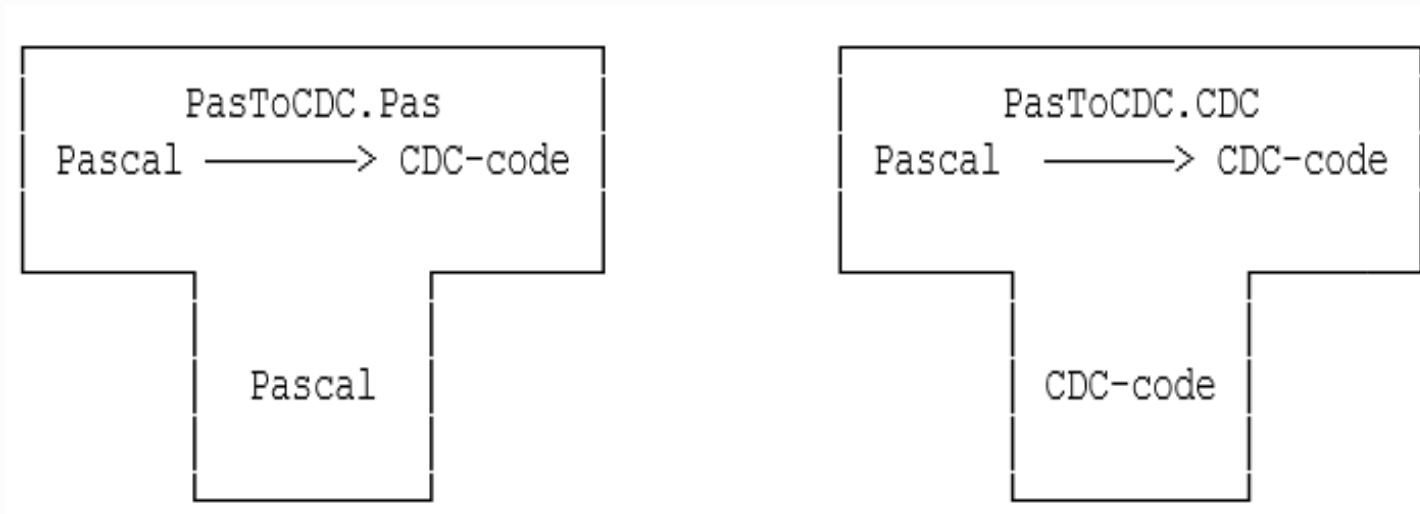 PasToCDC.Pas
Pascal ———> CDC-code
Pascal
PasToCDC.CDC
Pascal ———> CDC-code
CDC-code